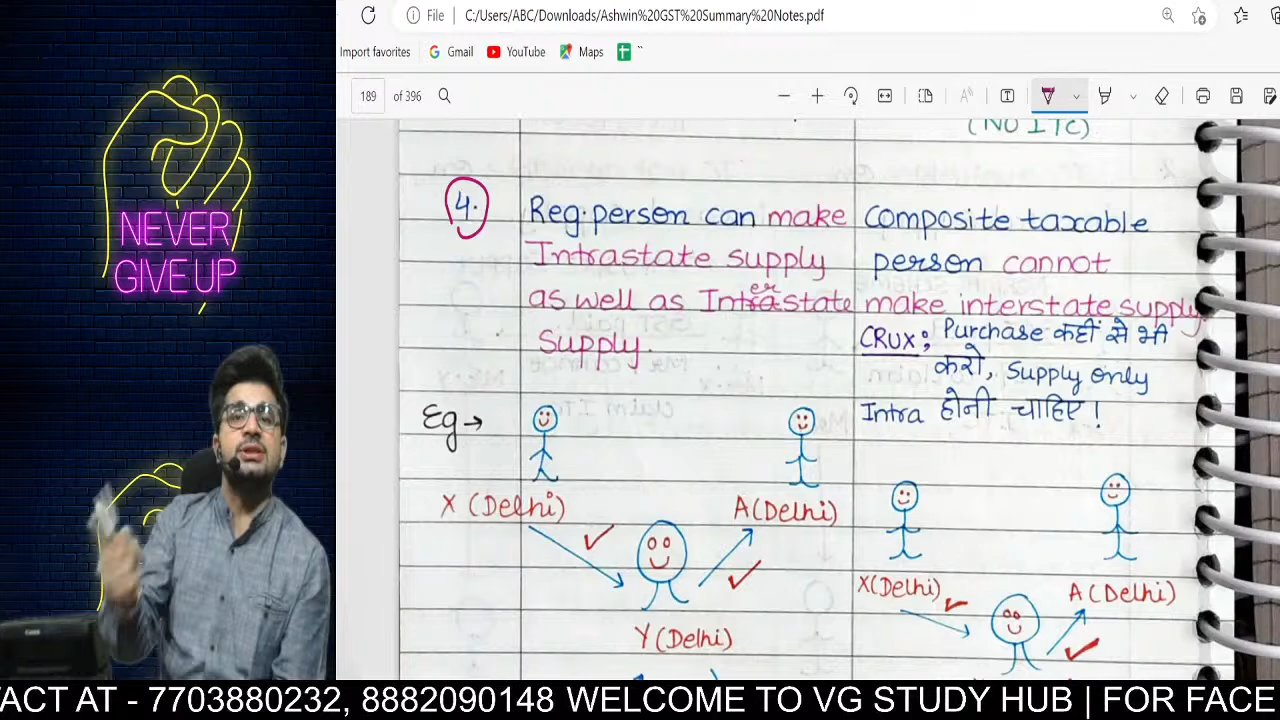 File C:/Users/ABC/Downloads/Ashwin%20GST%20Summary%20Notes.pdf
Import favorites Gmail YouTube Maps
189 of 396
(NO ITC)
4. Reg. person can make
Intrastate supply
as well as Interstate
Supply.
Composite taxable
person cannot
make interstate supply.
CRUX; Purchase कहीं से भी
करो, Supply only
Intra होनी चाहिए!
Eg →
X (Delhi)
A (Delhi)
Y (Delhi)
X (Delhi)
A (Delhi)
NEVER
GIVE UP
TACT AT - 7703880232, 8882090148 WELCOME TO VG STUDY HUB | FOR FACE